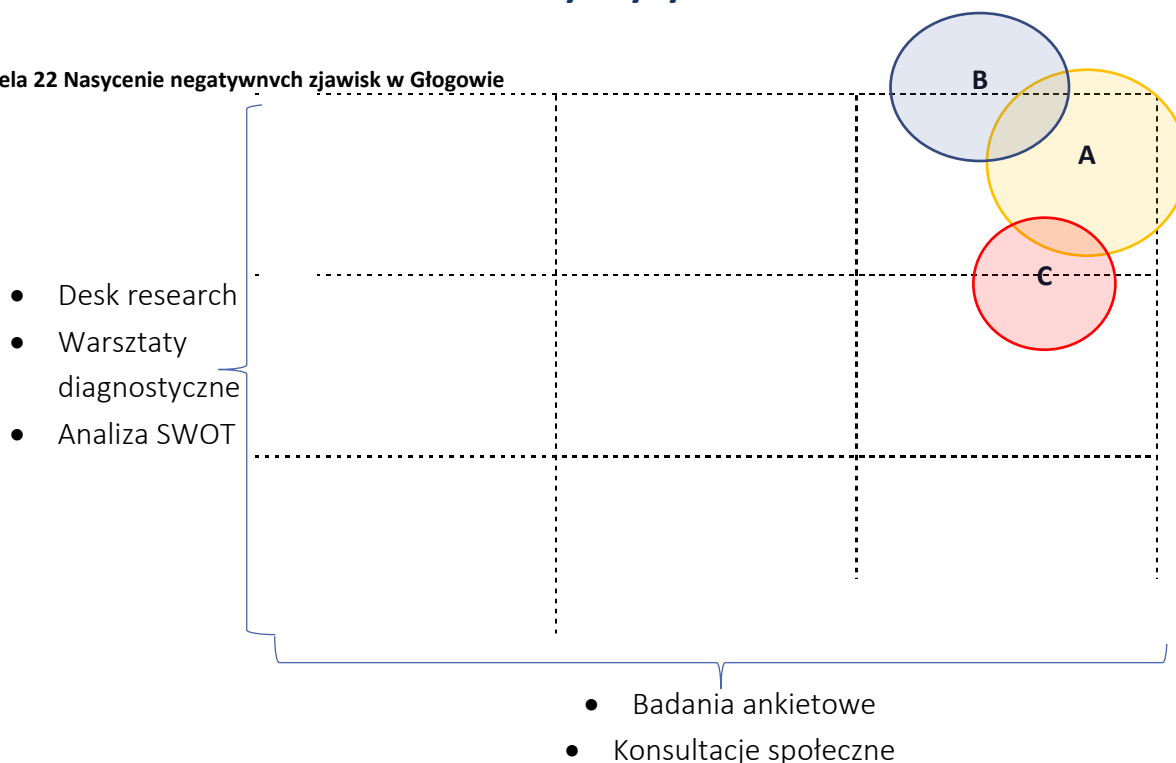 ela 22 Nasycenie negatywnych zjawisk w Głogowie
B
A
C
● Desk research
● Warsztaty
diagnostyczne
● Analiza SWOT
● Badania ankietowe
● Konsultacje społeczne